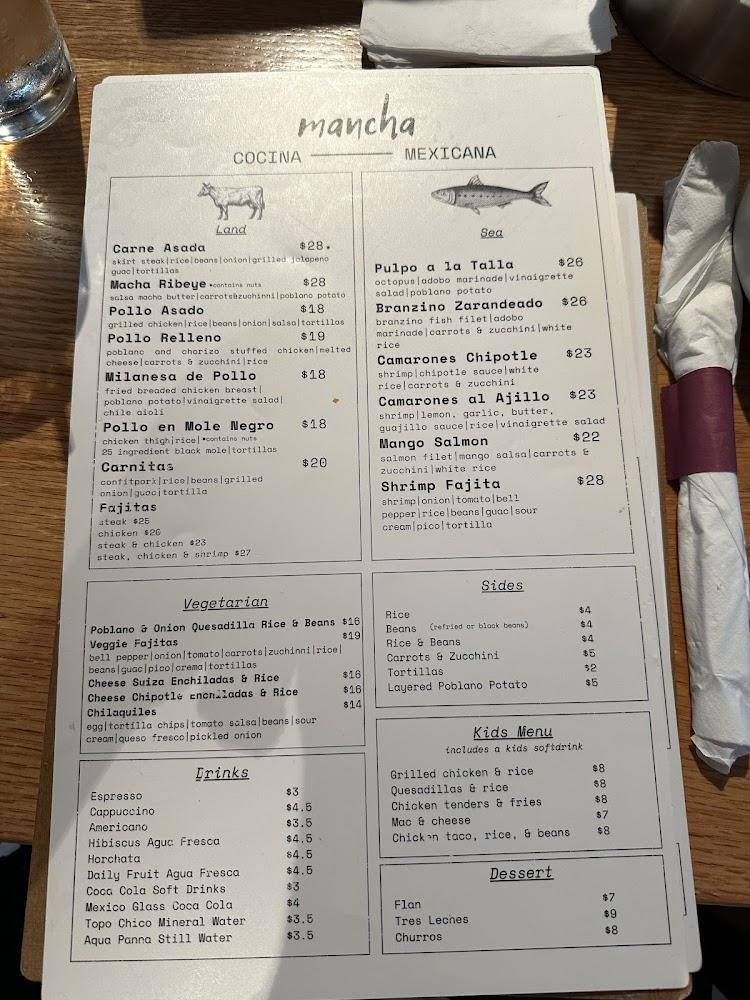 mancha
COCINA MEXICANA
Land
Carne Asada $28.
skirt steak|rice|beans|onion|grilled jalapeno
guac|tortillas
Macha Ribeye *contains nuts $28
salsa macha butter|carrots&zuchinni|poblano potato
Pollo Asado $18
grilled chicken|rice|beans|onion|salsa|tortillas
Pollo Relleno $19
poblano and chorizo stuffed chicken|melted
cheese|carrots & zucchini|rice
Milanesa de Pollo $18
fried breaded chicken breast|
poblano potato|vinaigrette salad|
chile aioli
Pollo en Mole Negro $18
chicken thigh|rice|*contains nuts
25 ingredient black mole|tortillas
Carnitas $20
confitpork|rice|beans|grilled
onion|guac|tortilla
Fajitas
steak $25
chicken $20
steak & chicken $23
steak, chicken & shrimp $27
Sea
Pulpo a la Talla $26
octopus|adobo marinade|vinaigrette
salad|poblano potato
Branzino Zarandeado $26
branzino fish filet|adobo
marinade|carrots & zucchini|white
rice
Camarones Chipotle $23
shrimp|chipotle sauce|white
rice|carrots & zucchini
Camarones al Ajillo $23
shrimp|lemon, garlic, butter,
guajillo sauce|rice|vinaigrette salad
Mango Salmon $22
salmon filet|mango salsa|carrots &
zucchini|white rice
Shrimp Fajita $28
shrimp|onion|tomato|bell
pepper|rice|beans|guac|sour
cream|pico|tortilla
Vegetarian
Poblano & Onion Quesadilla Rice & Beans $16
Veggie Fajitas $19
bell pepper|onion|tomato|carrots|zuchinni|rice|
beans|guac|pico|crema|tortillas
Cheese Suiza Enchiladas & Rice $16
Cheese Chipotle Enchiladas & Rice $16
Chilaquiles $14
egg|tortilla chips|tomato salsa|beans|sour
cream|queso fresco|pickled onion
Sides
Rice $4
Beans (refried or black beans) $4
Rice & Beans $4
Carrots & Zucchini $5
Tortillas $2
Layered Poblano Potato $5
Kids Menu
includes a kids softdrink
Grilled chicken & rice $8
Quesadillas & rice $8
Chicken tenders & fries $8
Mac & cheese $7
Chicken taco, rice, & beans $8
Drinks
Espresso $3
Cappuccino $4.5
Americano $3.5
Hibiscus Agua Fresca $4.5
Horchata $4.5
Daily Fruit Agua Fresca $4.5
Coca Cola Soft Drinks $3
Mexico Glass Coca Cola $4
Topo Chico Mineral Water $3.5
Aqua Panna Still Water $3.5
Dessert
Flan $7
Tres Leches $9
Churros $8